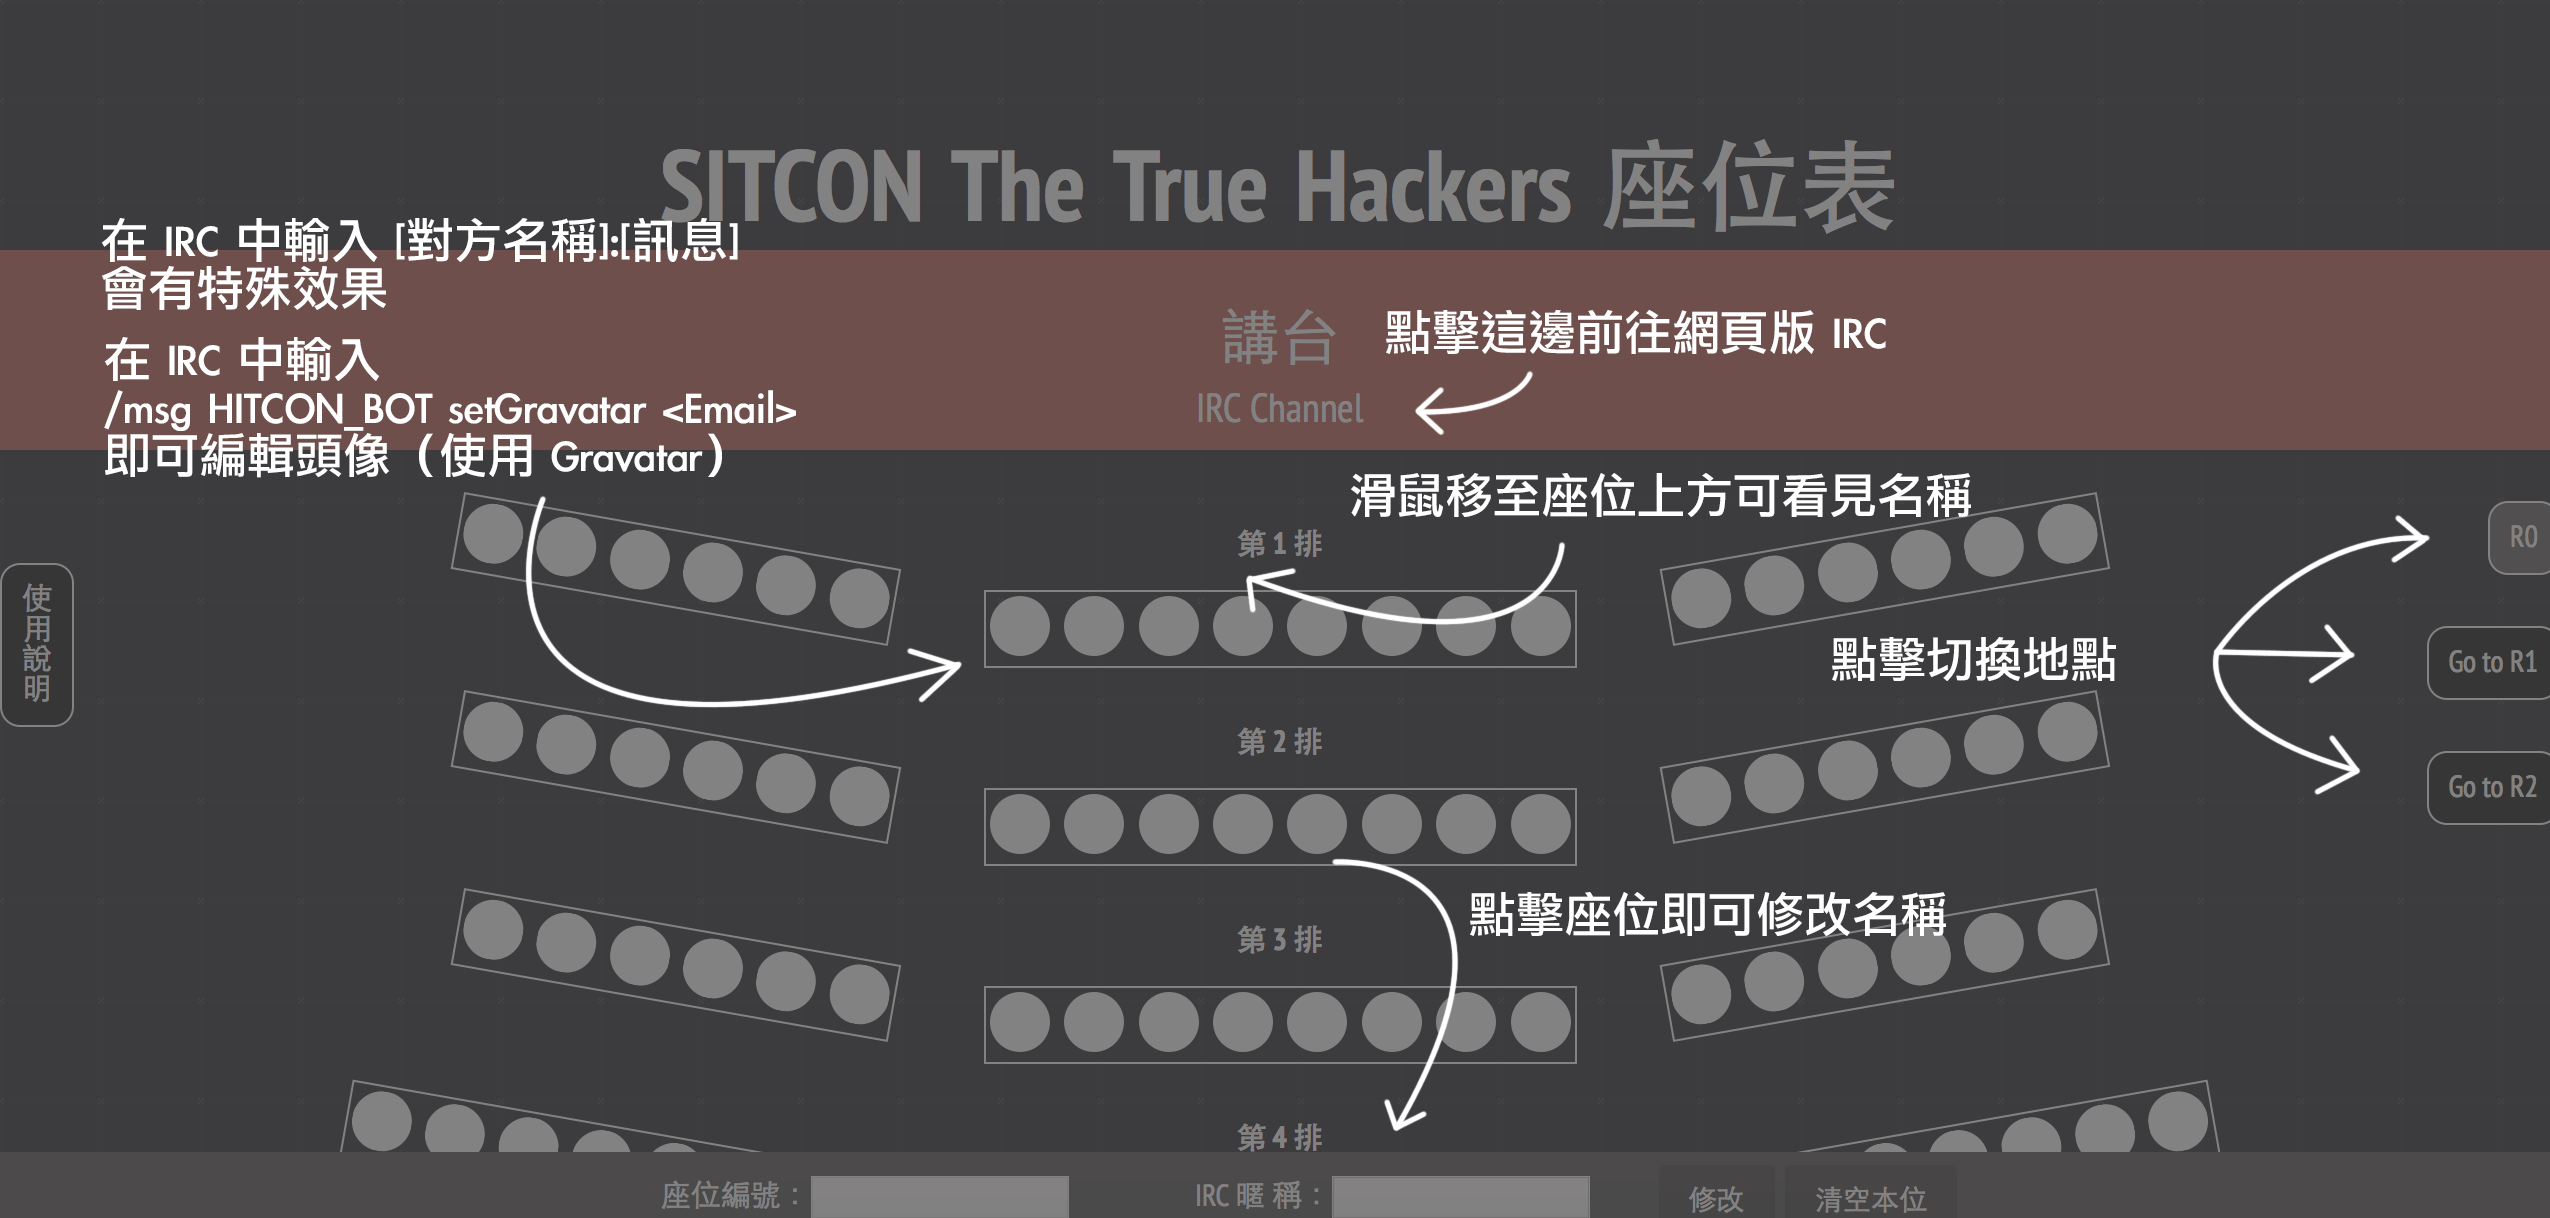 SITCON The True Hackers 座位表
在 IRC 中輸入 [對方名稱]:[訊息]
會有特殊效果
在 IRC 中輸入
/msg HITCON_BOT setGravatar <Email>
即可編輯頭像（使用 Gravatar）
講台
點擊這邊前往網頁版 IRC
IRC Channel
滑鼠移至座位上方可看見名稱
第 1 排
R0
使用說明
點擊切換地點
Go to R1
第 2 排
Go to R2
點擊座位即可修改名稱
第 3 排
第 4 排
座位編號：
IRC 暱 稱：
修改
清空本位